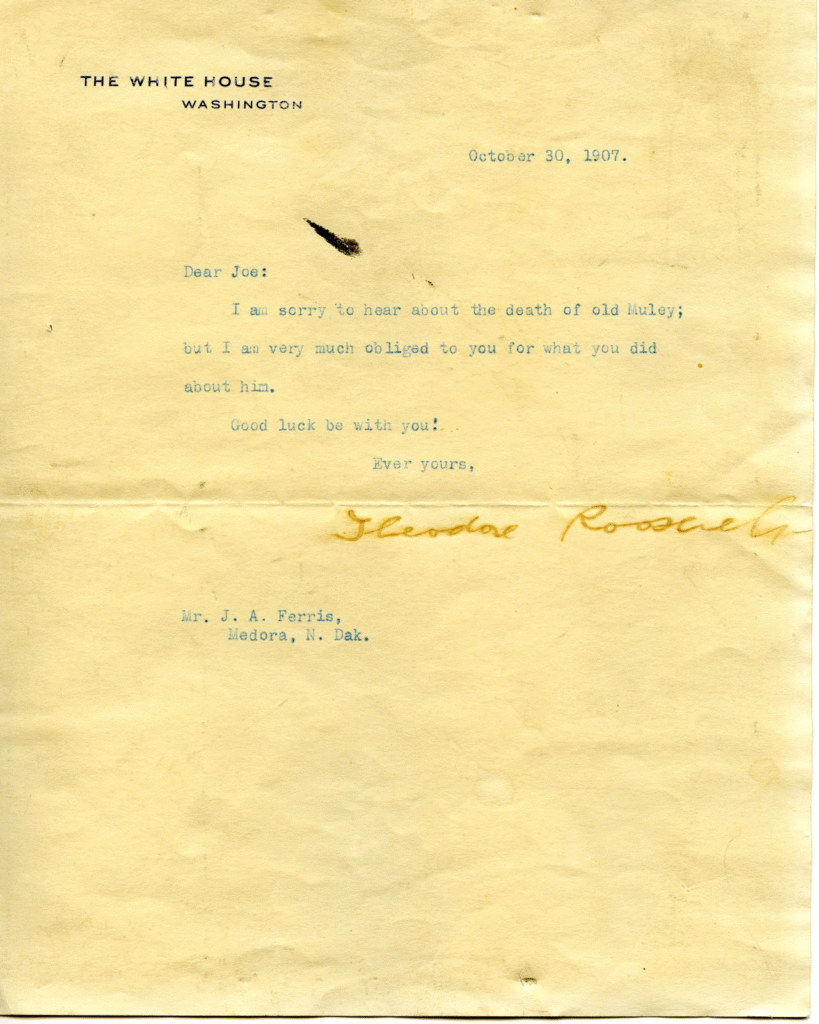 THE WHITE HOUSE
WASHINGTON
October 30, 1907.
Dear Joe:
I am sorry to hear about the death of old Muley;
but I am very much obliged to you for what you did
about him.
Good luck be with you!
Ever yours,
Theodore Roosevelt
Mr. J. A. Ferris,
Medora, N. Dak.